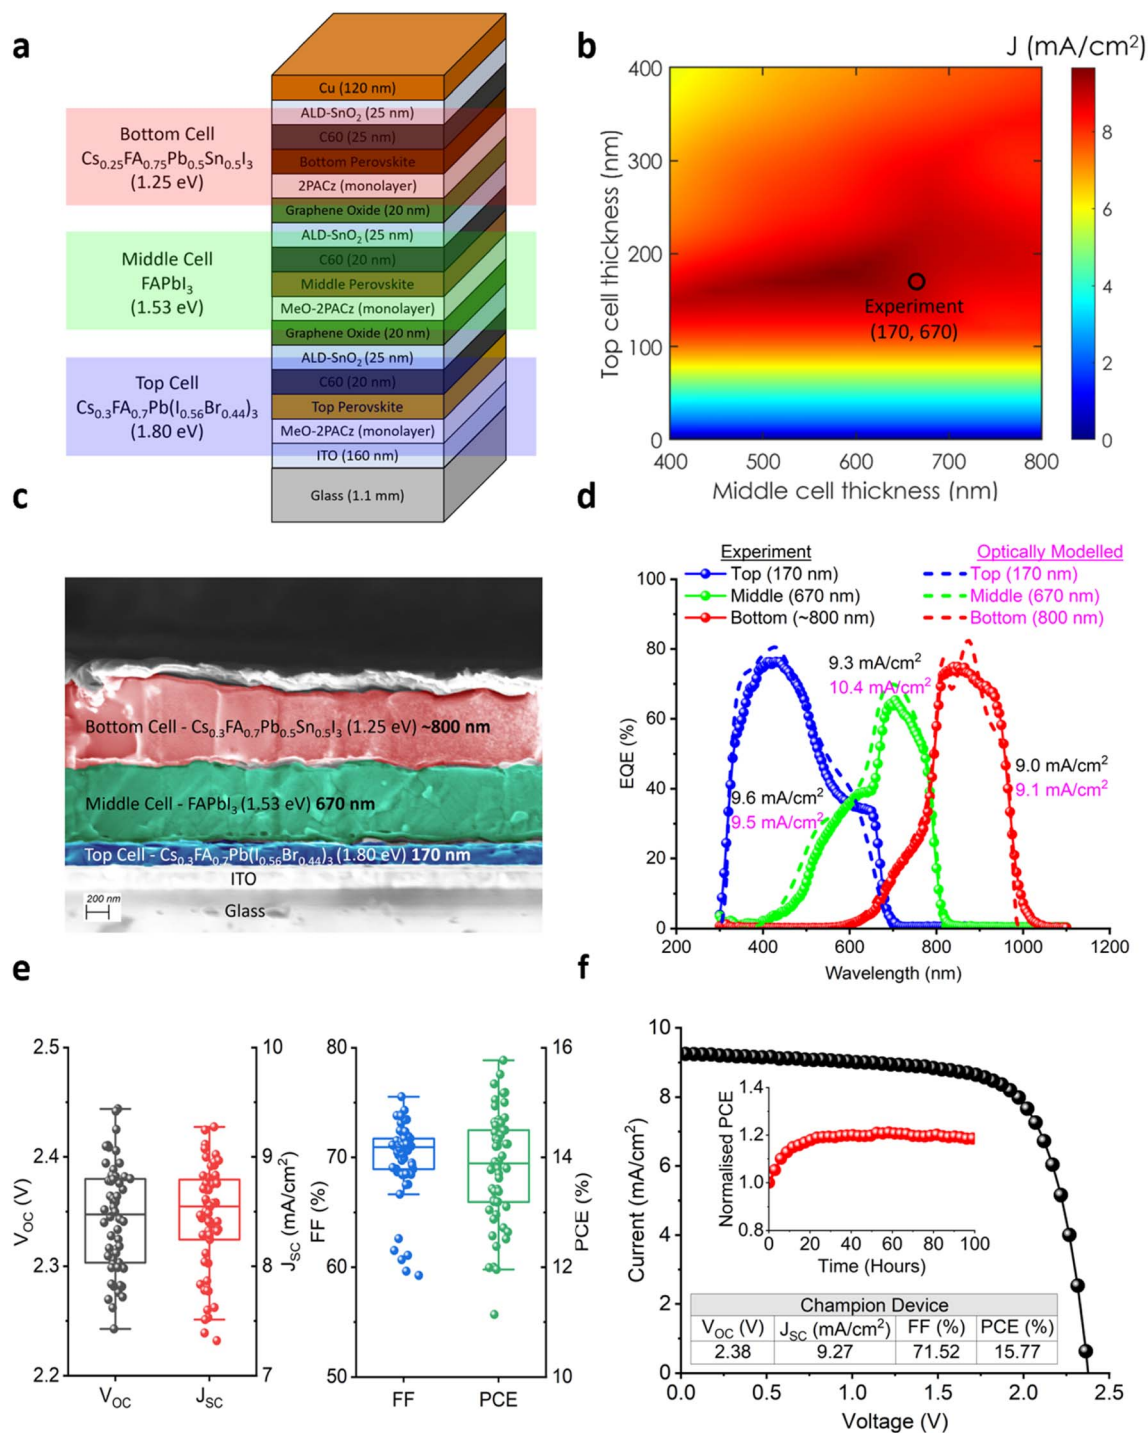 a
Cu (120 nm)
ALD-SnO₂ (25 nm)
C60 (25 nm)
Bottom Perovskite
2PACz (monolayer)
Graphene Oxide (20 nm)
ALD-SnO₂ (25 nm)
C60 (20 nm)
Middle Perovskite
MeO-2PACz (monolayer)
Graphene Oxide (20 nm)
ALD-SnO₂ (25 nm)
C60 (20 nm)
Top Perovskite
MeO-2PACz (monolayer)
ITO (160 nm)
Glass (1.1 mm)
Bottom Cell
Cs₀.₂₅FA₀.₇₅Pb₀.₅Sn₀.₅I₃
(1.25 eV)
Middle Cell
FAPbI₃
(1.53 eV)
Top Cell
Cs₀.₃FA₀.₇Pb(I₀.₅₆Br₀.₄₄)₃
(1.80 eV)
b
J (mA/cm²)
400
300
200
100
0
Top cell thickness (nm)
Experiment
(170, 670)
400 500 600 700 800
Middle cell thickness (nm)
8
6
4
2
0
c
Bottom Cell - Cs₀.₃FA₀.₇Pb₀.₅Sn₀.₅I₃ (1.25 eV) ~800 nm
Middle Cell - FAPbI₃ (1.53 eV) 670 nm
Top Cell - Cs₀.₃FA₀.₇Pb(I₀.₅₆Br₀.₄₄)₃ (1.80 eV) 170 nm
ITO
200 nm
Glass
d
Experiment
Top (170 nm)
Middle (670 nm)
Bottom (~800 nm)
Optically Modelled
Top (170 nm)
Middle (670 nm)
Bottom (800 nm)
100
80
60
40
20
0
EQE (%)
9.3 mA/cm²
10.4 mA/cm²
9.6 mA/cm²
9.5 mA/cm²
9.0 mA/cm²
9.1 mA/cm²
200 400 600 800 1000 1200
Wavelength (nm)
e
2.5
2.4
2.3
2.2
V_OC (V)
10
9
8
7
J_SC (mA/cm²)
V_OC J_SC
80
70
60
50
FF (%)
16
14
12
10
PCE (%)
FF PCE
f
10
8
6
4
2
0
Current (mA/cm²)
1.4
1.2
1.0
0.8
Normalised PCE
0 20 40 60 80 100
Time (Hours)
Champion Device
V_OC (V) J_SC (mA/cm²) FF (%) PCE (%)
2.38 9.27 71.52 15.77
0.0 0.5 1.0 1.5 2.0 2.5
Voltage (V)